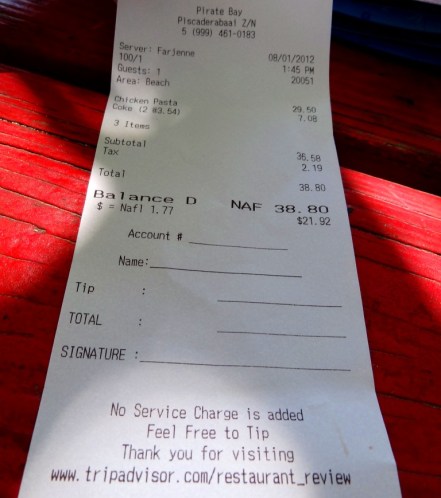 Pirate Bay
Piscaderabaai Z/N
5 (999) 461-0183
Server: Farienne 08/01/2012
100/1 1:45 PM
Guests: 1 20051
Area: Beach
Chicken Pasta 29.50
Coke (2 @3.54) 7.08
3 Items
Subtotal 36.58
Tax 2.19
Total 38.80
Balance D NAF 38.80
$ = Nafl 1.77 $21.92
Account #
Name:
Tip :
TOTAL :
SIGNATURE :
No Service Charge is added
Feel Free to Tip
Thank you for visiting
www.tripadvisor.com/restaurant_review